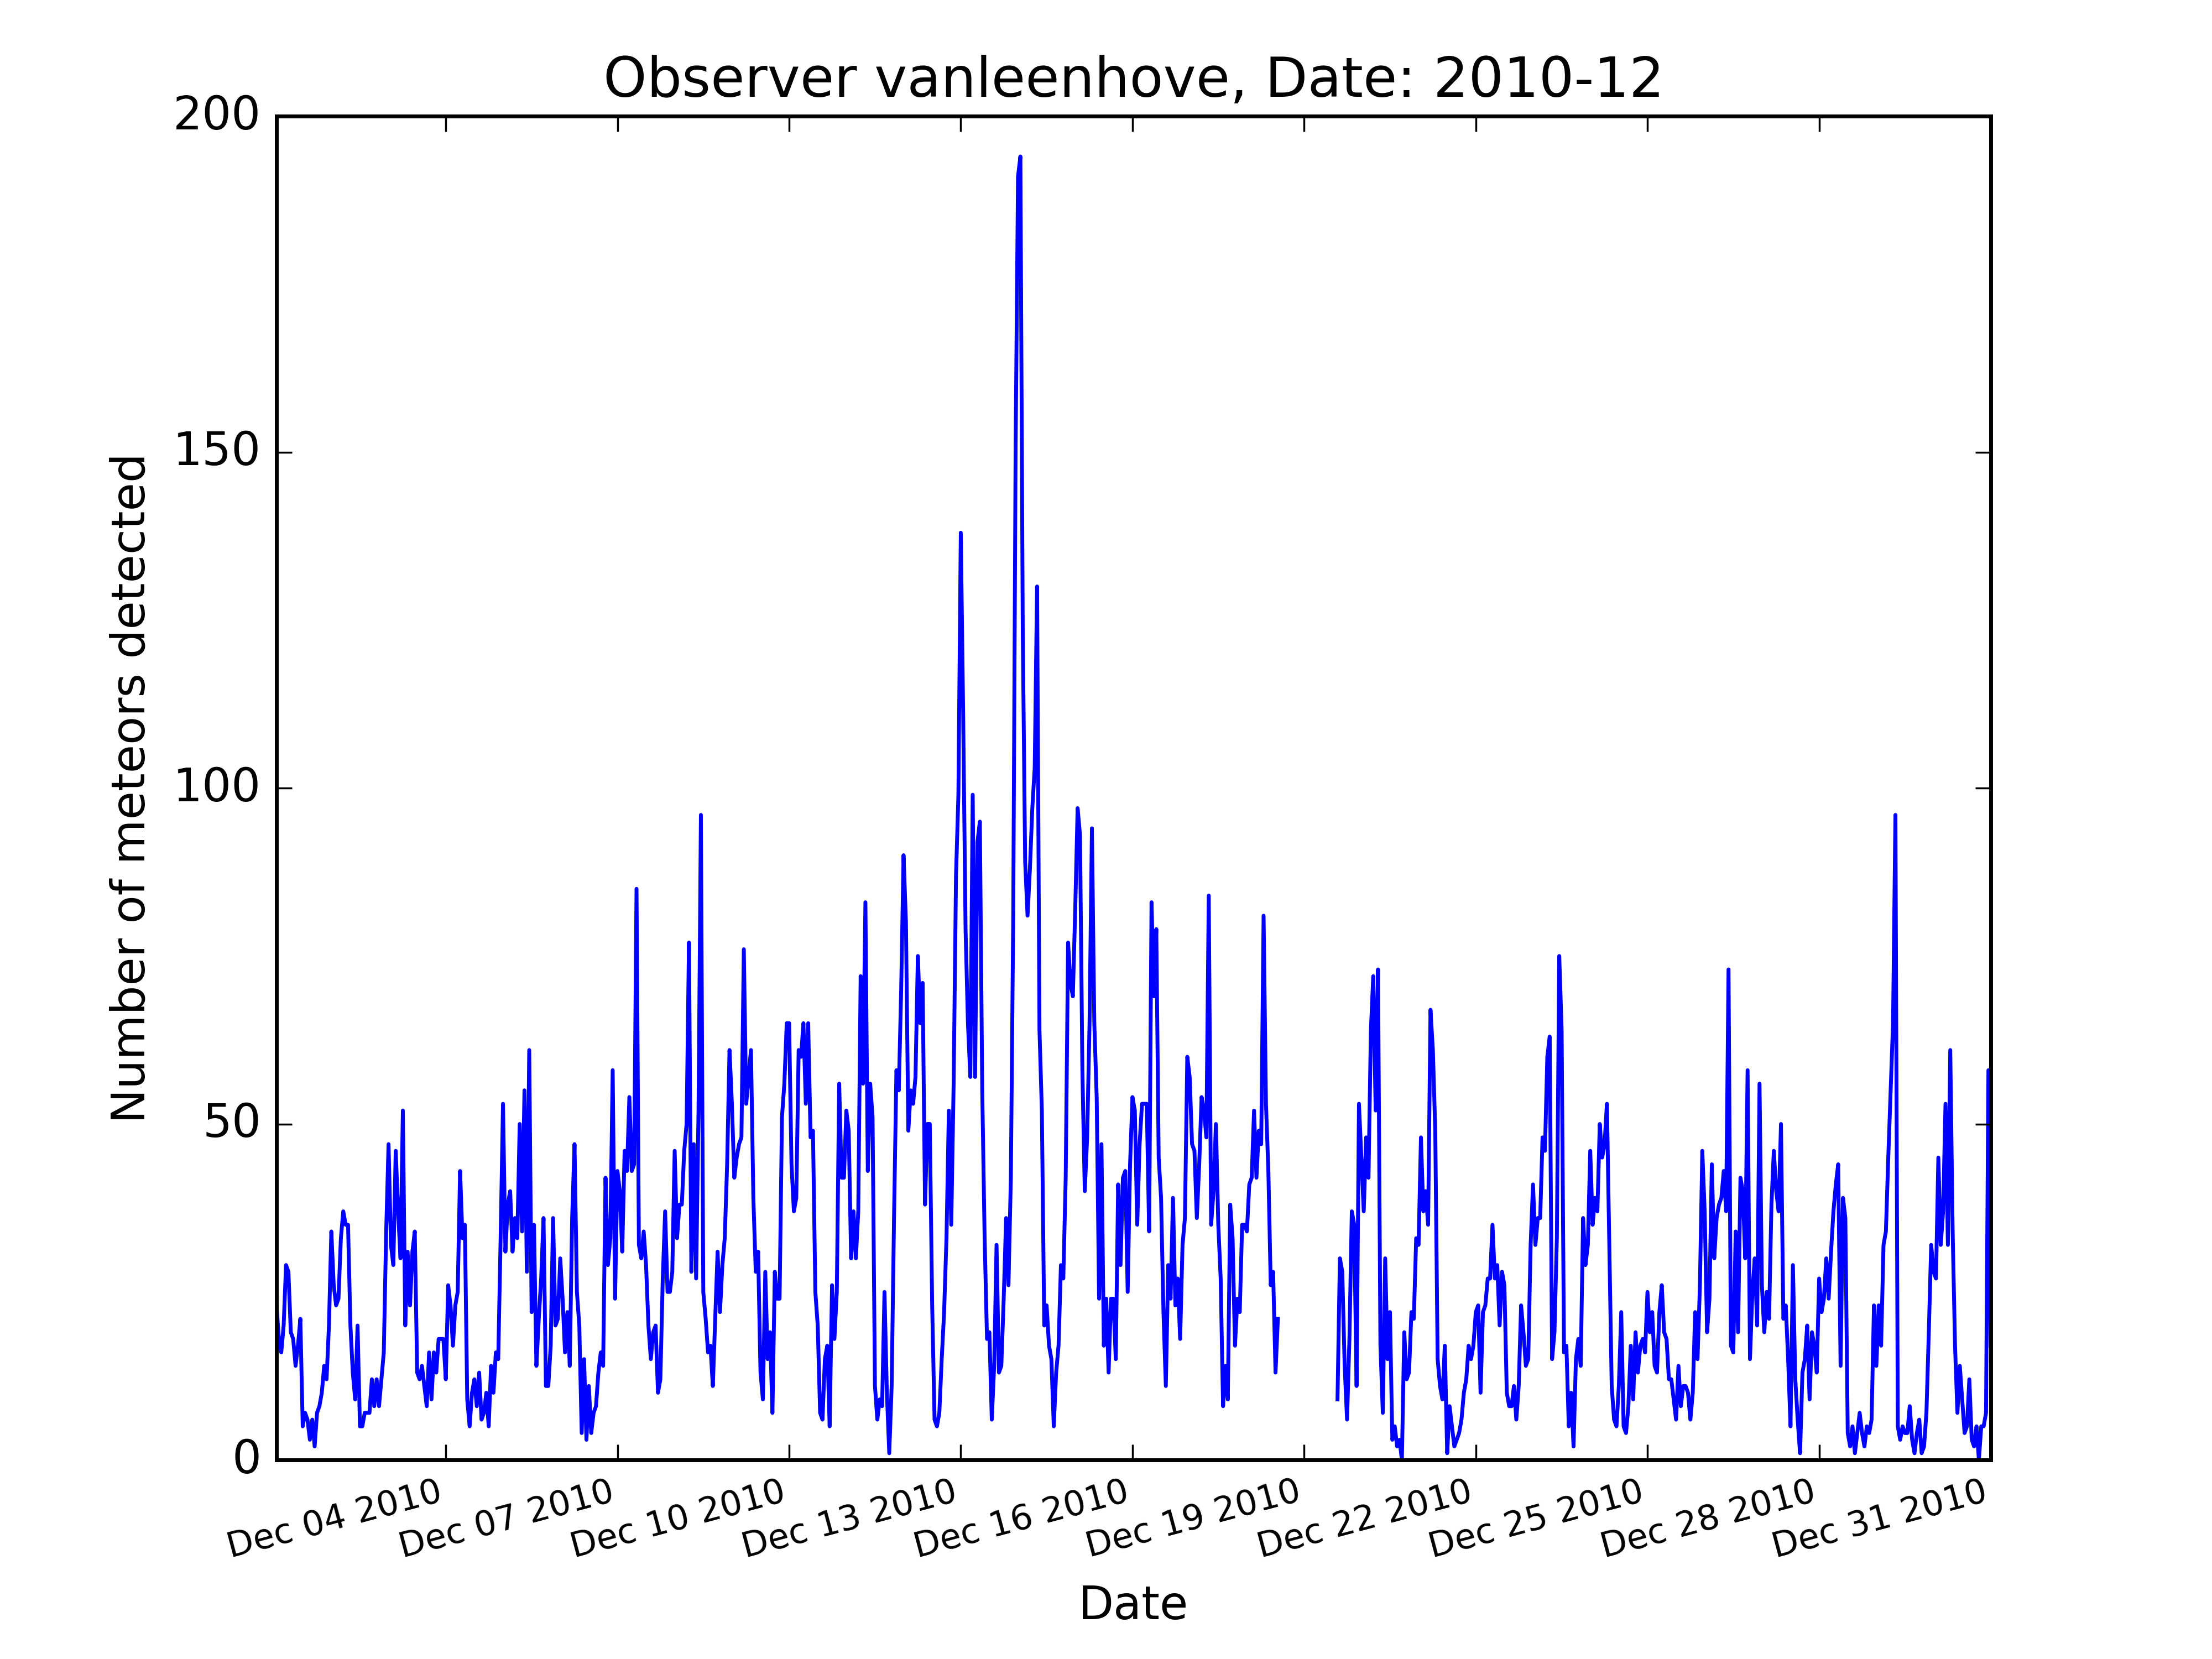 Observer vanleenhove, Date: 2010-12
200
150
100
50
0
Number of meteors detected
Dec 04 2010
Dec 07 2010
Dec 10 2010
Dec 13 2010
Dec 16 2010
Dec 19 2010
Dec 22 2010
Dec 25 2010
Dec 28 2010
Dec 31 2010
Date